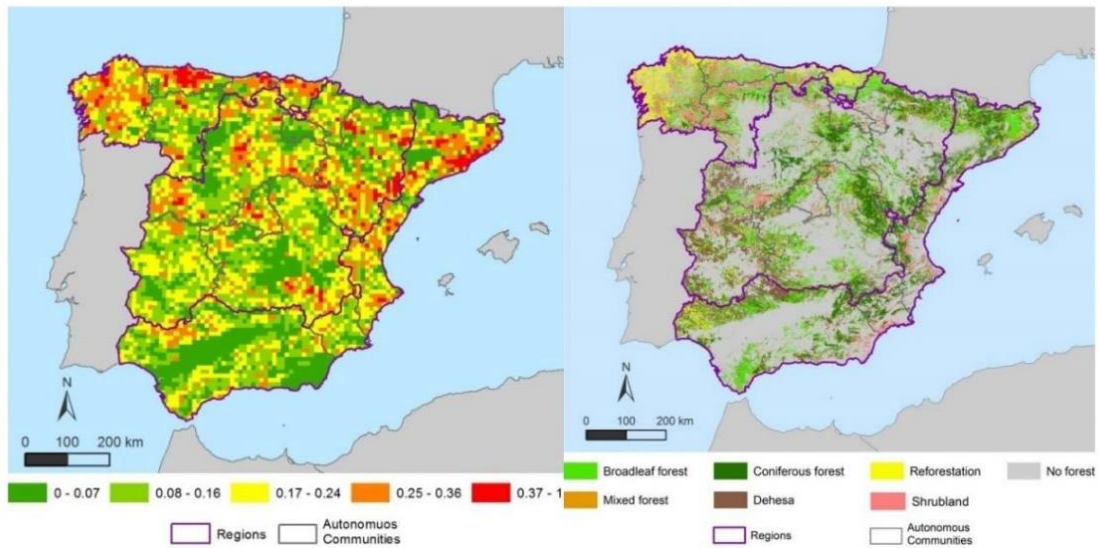 N
0 100 200 km
0 - 0.07 0.08 - 0.16 0.17 - 0.24 0.25 - 0.36 0.37 - 1
Regions Autonomuos Communities
N
0 100 200 km
Broadleaf forest Coniferous forest Reforestation No forest
Mixed forest Dehesa Shrubland
Regions Autonomous Communities